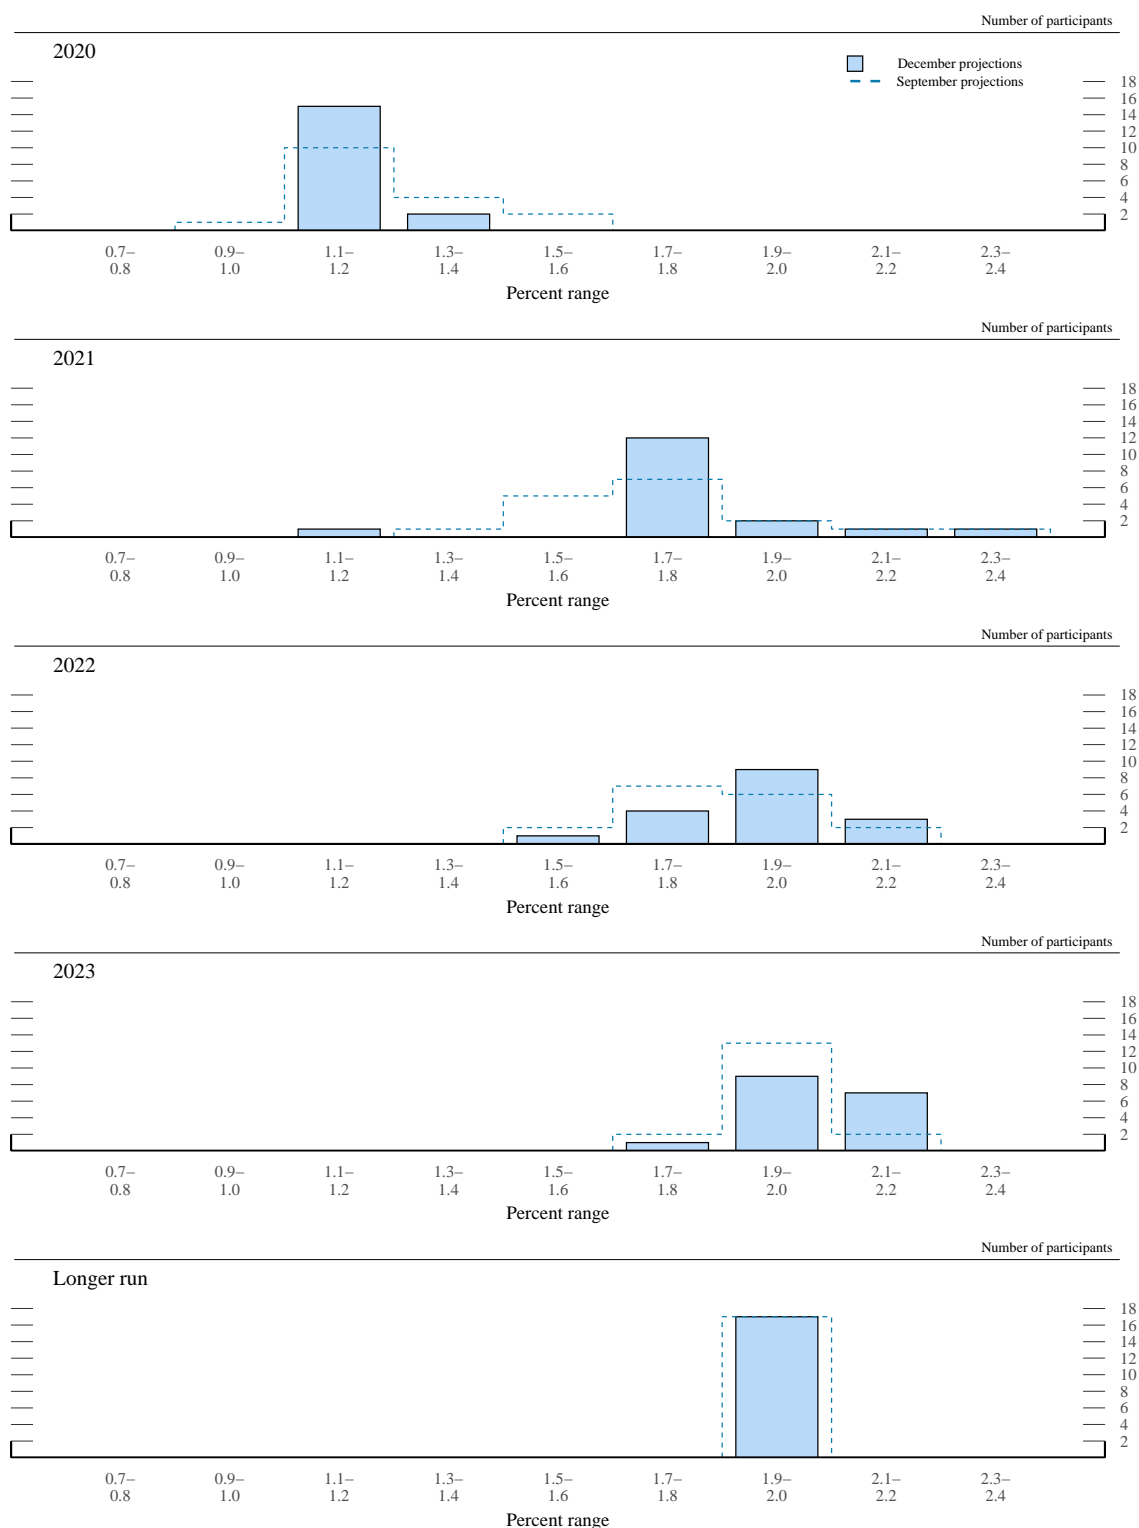 Number of participants
2020
December projections
September projections
18
16
14
12
10
8
6
4
2
0.7– 0.9– 1.1– 1.3– 1.5– 1.7– 1.9– 2.1– 2.3–
0.8 1.0 1.2 1.4 1.6 1.8 2.0 2.2 2.4
Percent range
Number of participants
2021
18
16
14
12
10
8
6
4
2
0.7– 0.9– 1.1– 1.3– 1.5– 1.7– 1.9– 2.1– 2.3–
0.8 1.0 1.2 1.4 1.6 1.8 2.0 2.2 2.4
Percent range
Number of participants
2022
18
16
14
12
10
8
6
4
2
0.7– 0.9– 1.1– 1.3– 1.5– 1.7– 1.9– 2.1– 2.3–
0.8 1.0 1.2 1.4 1.6 1.8 2.0 2.2 2.4
Percent range
Number of participants
2023
18
16
14
12
10
8
6
4
2
0.7– 0.9– 1.1– 1.3– 1.5– 1.7– 1.9– 2.1– 2.3–
0.8 1.0 1.2 1.4 1.6 1.8 2.0 2.2 2.4
Percent range
Number of participants
Longer run
18
16
14
12
10
8
6
4
2
0.7– 0.9– 1.1– 1.3– 1.5– 1.7– 1.9– 2.1– 2.3–
0.8 1.0 1.2 1.4 1.6 1.8 2.0 2.2 2.4
Percent range